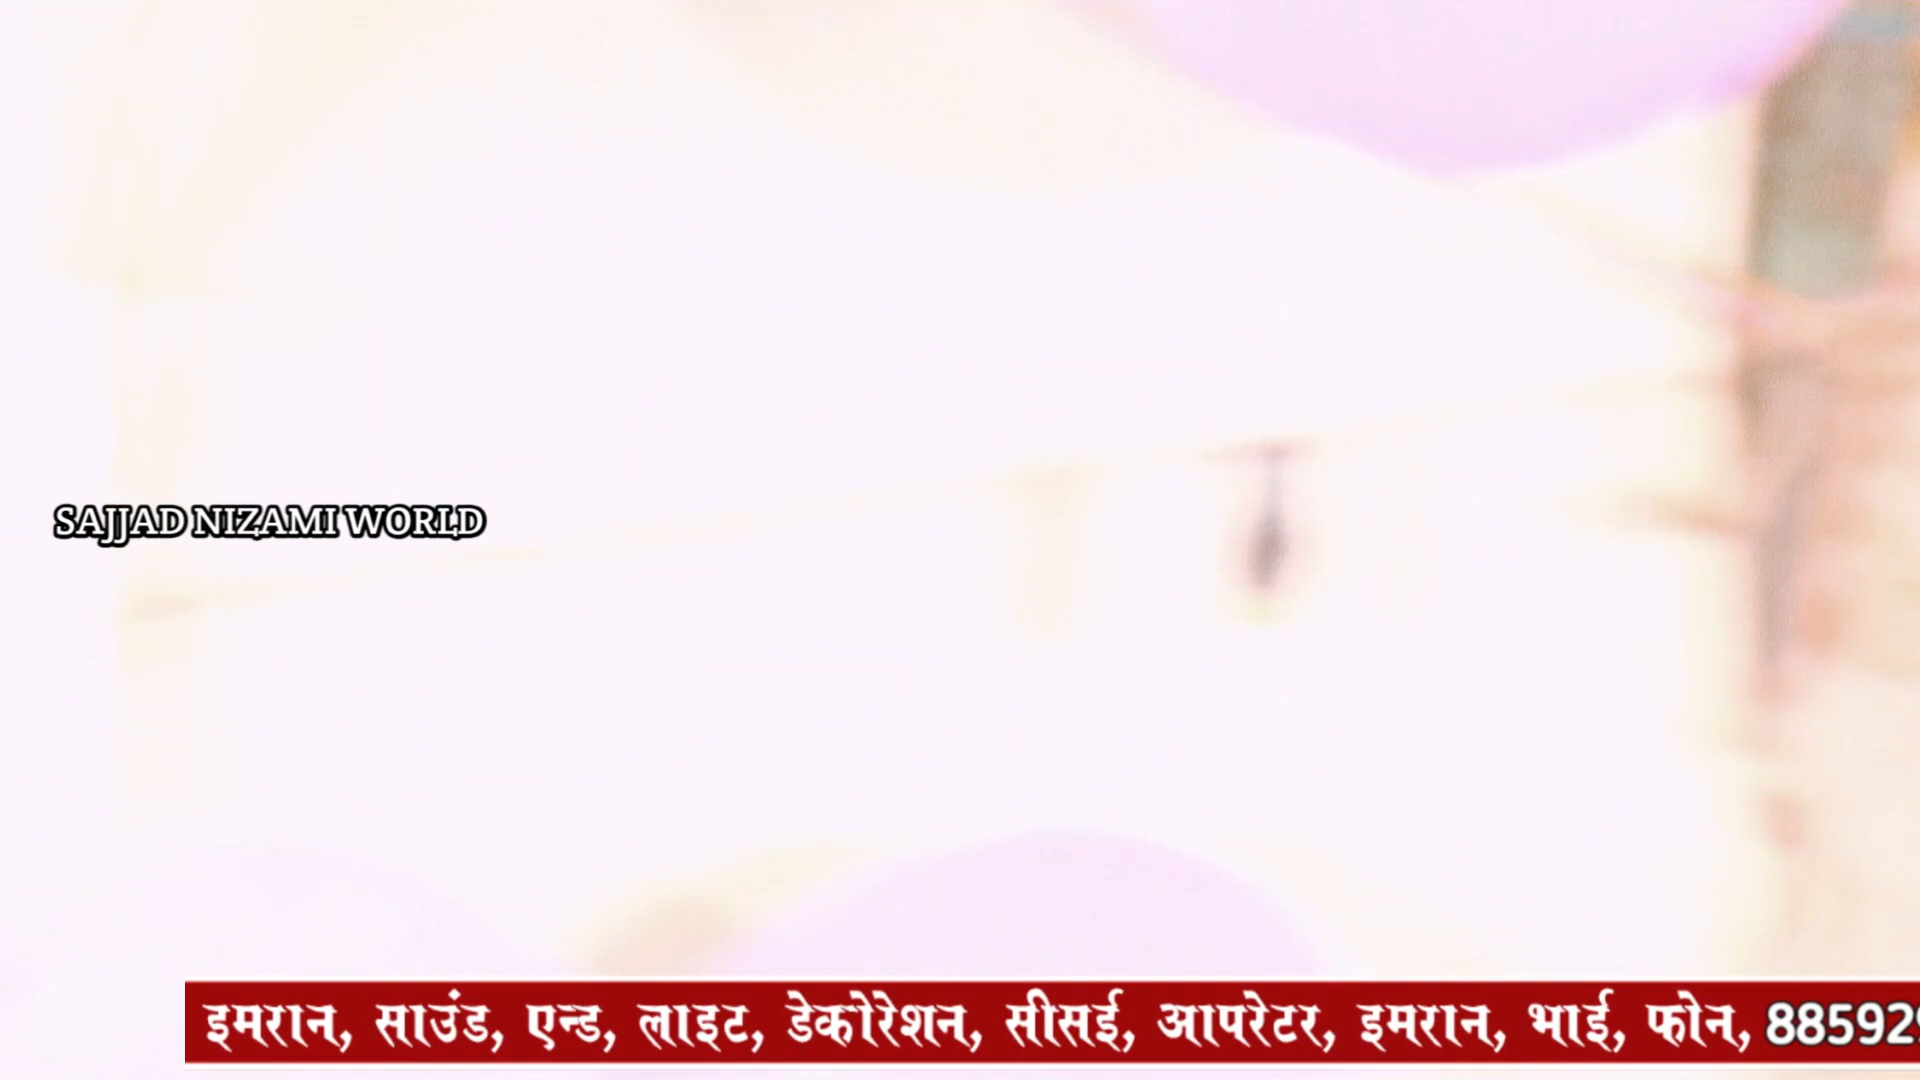 SAJJAD NIZAMI WORLD
इमरान, साउंड, एन्ड, लाइट, डेकोरेशन, सीसई, आपरेटर, इमरान, भाई, फोन, 88592